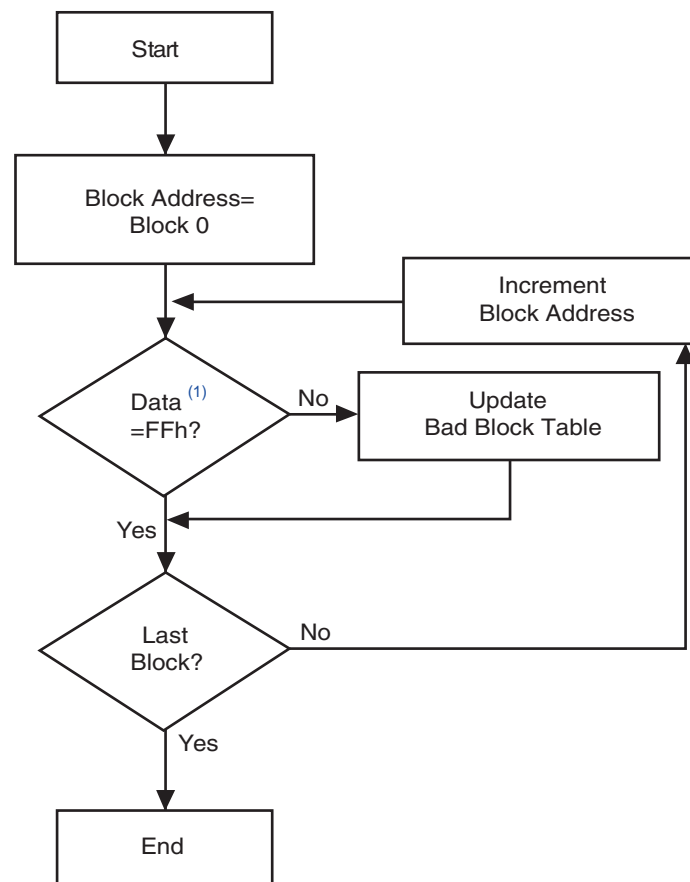 Start
Block Address=
Block 0
Increment
Block Address
Data (1)
=FFh?
No
Update
Bad Block Table
Yes
Last
Block?
No
Yes
End